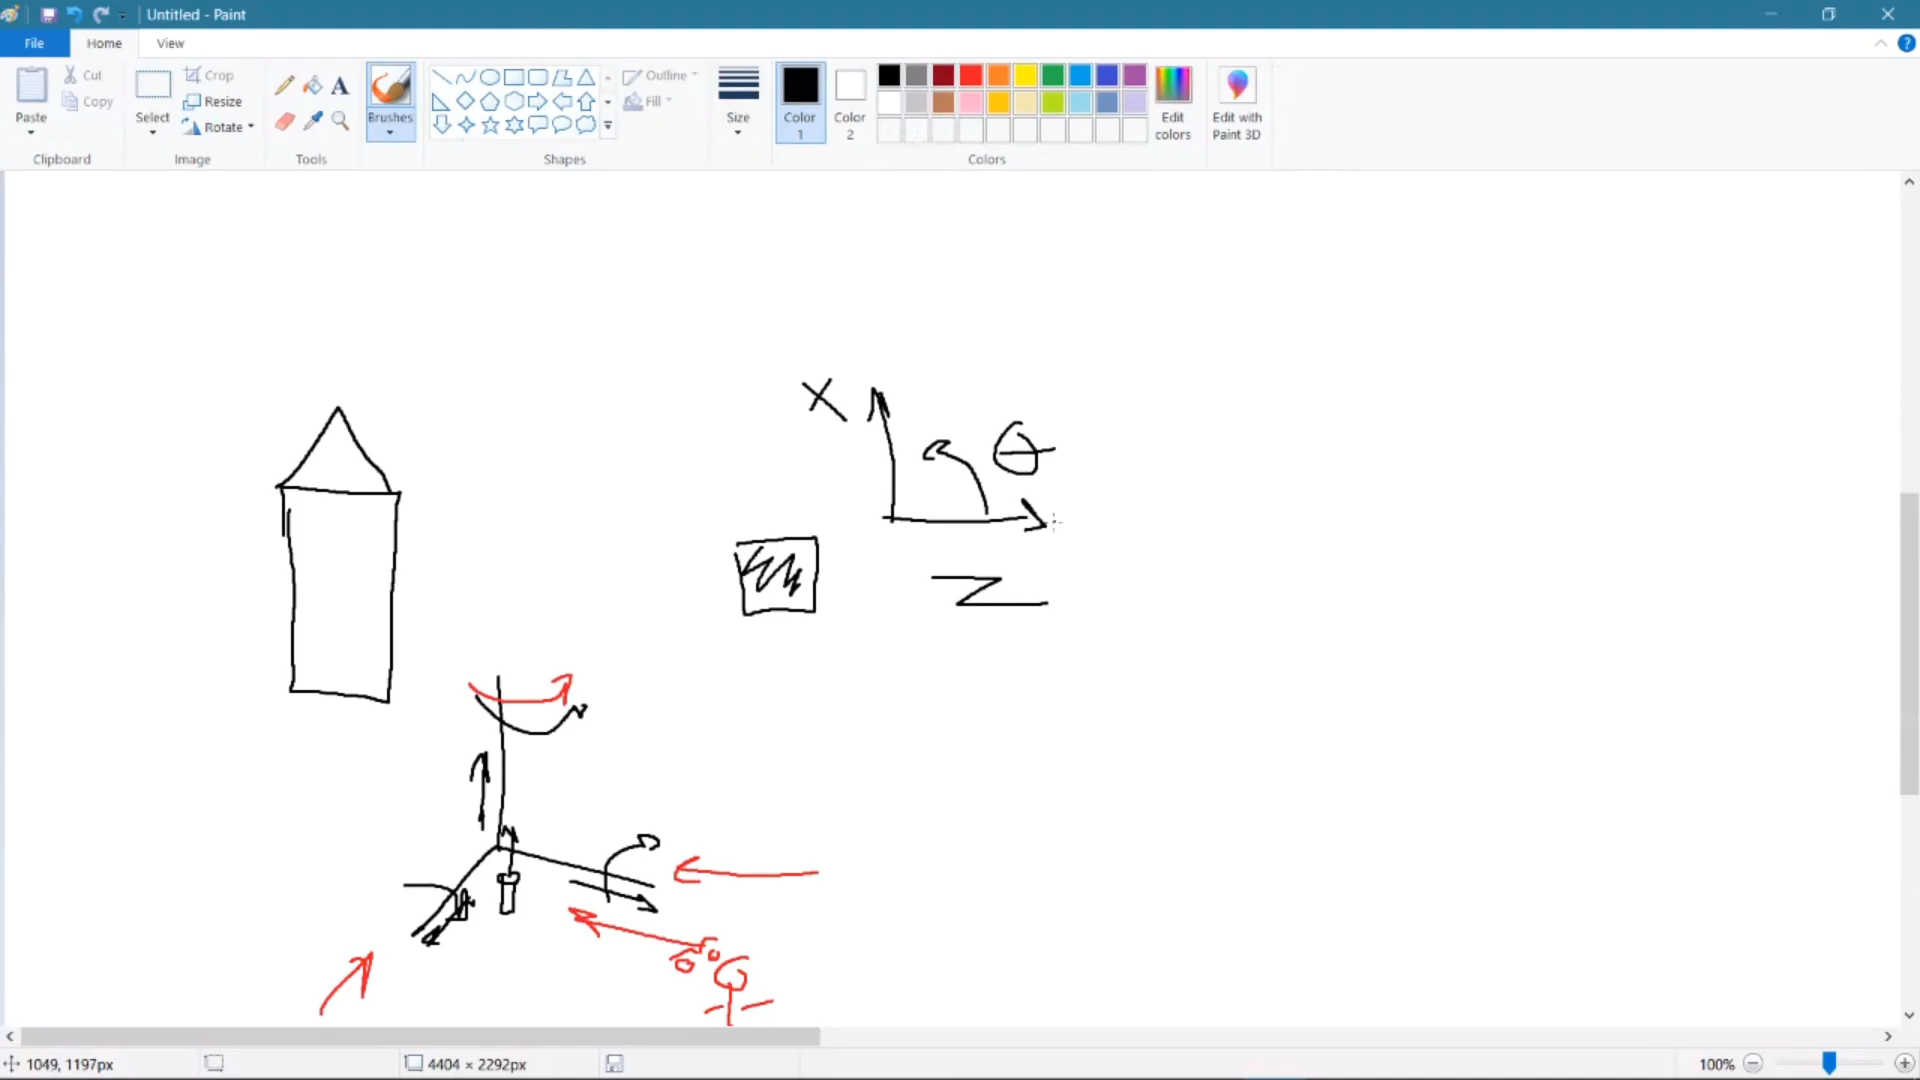 Untitled - Paint
File Home View
Paste
Cut
Copy
Clipboard
Select
Crop
Resize
Rotate
Image
A
Tools
Brushes
Outline
Fill
Shapes
Size
Color 1
Color 2
Edit colors
Colors
Edit with Paint 3D
X
θ
Z
1049, 1197px
4404 × 2292px
100%